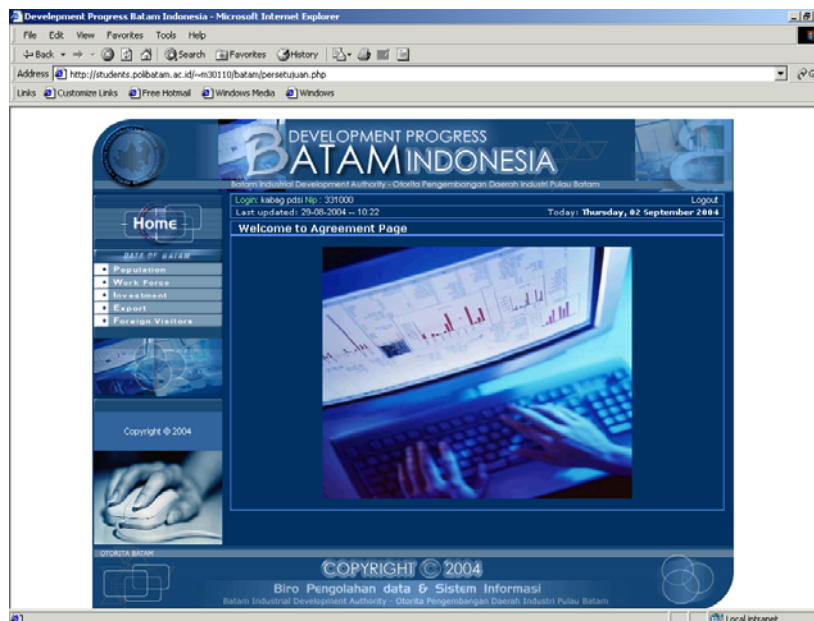 Developement Progress Batam Indonesia - Microsoft Internet Explorer
File Edit View Favorites Tools Help
Back Search Favorites History
Address http://students.polibatam.ac.id/~m30110/batam/persetujuan.php
Links Customize Links Free Hotmail Windows Media Windows
DEVELOPMENT PROGRESS
BATAM INDONESIA
Batam Industrial Development Authority - Otorita Pengembangan Daerah Industri Pulau Batam
Login: kabag pdsi Nip : 331000 Logout
Last updated: 29-08-2004 -- 10:22 Today: Thursday, 02 September 2004
Home
Welcome to Agreement Page
DATA OF BATAM
Population
Work Force
Investment
Export
Foreign Visitors
Copyright © 2004
OTORITA BATAM
COPYRIGHT © 2004
Biro Pengolahan data & Sistem Informasi
Batam Industrial Development Authority - Otorita Pengembangan Daerah Industri Pulau Batam
Local intranet